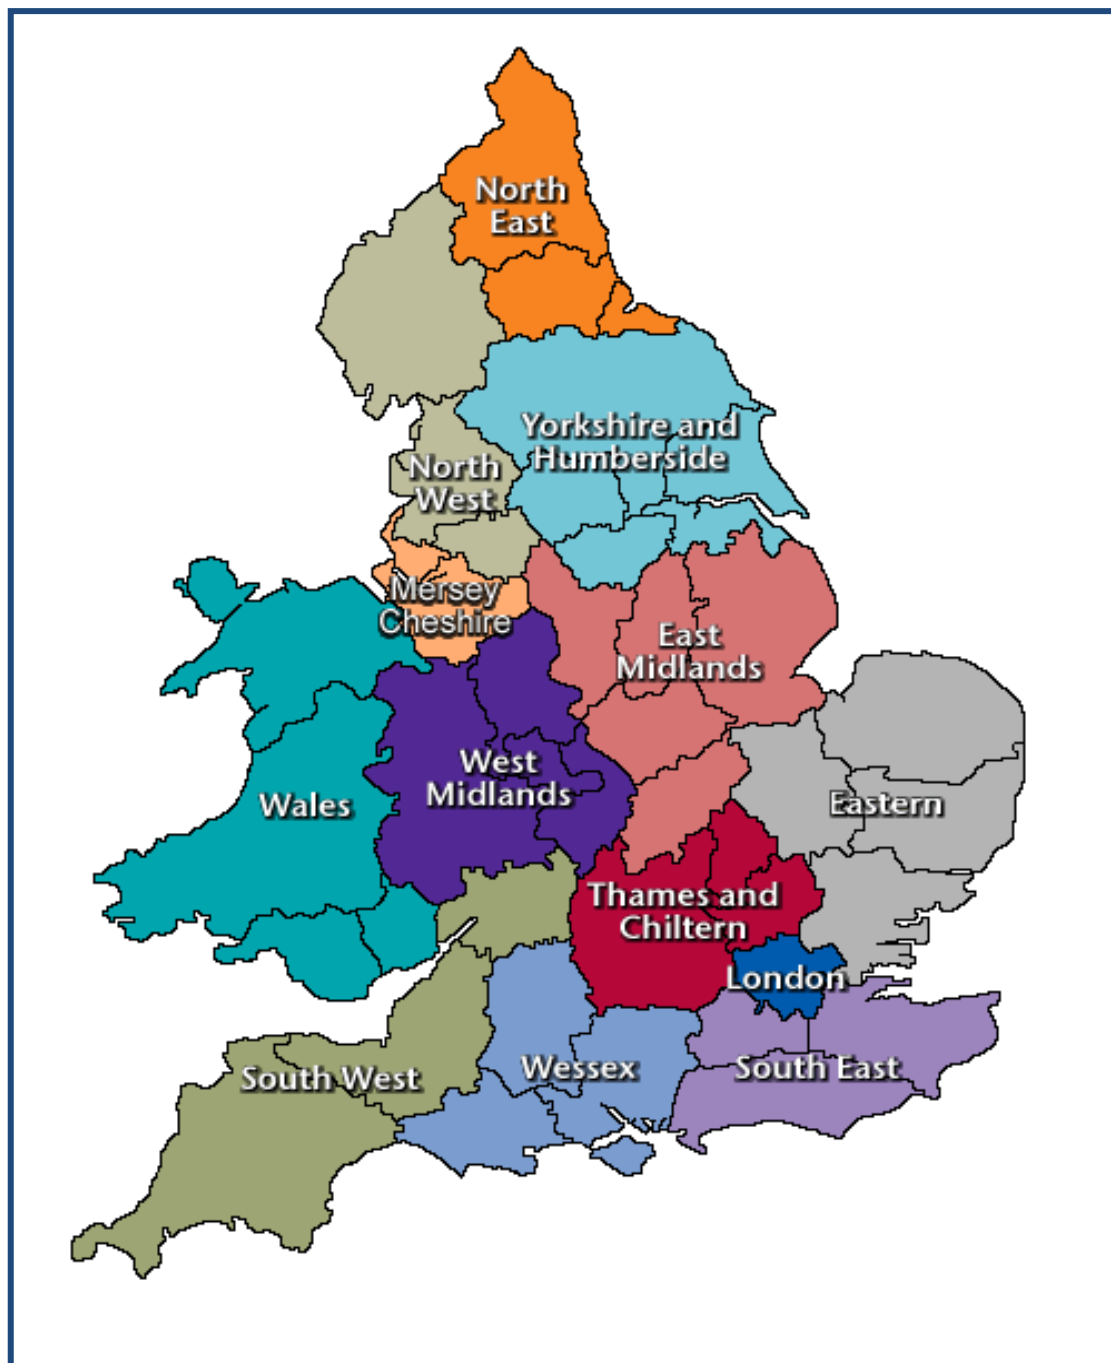 North
East
Yorkshire and
Humberside
North
West
Mersey
Cheshire
East
Midlands
West
Midlands
Wales
Eastern
Thames and
Chiltern
London
South West
Wessex
South East